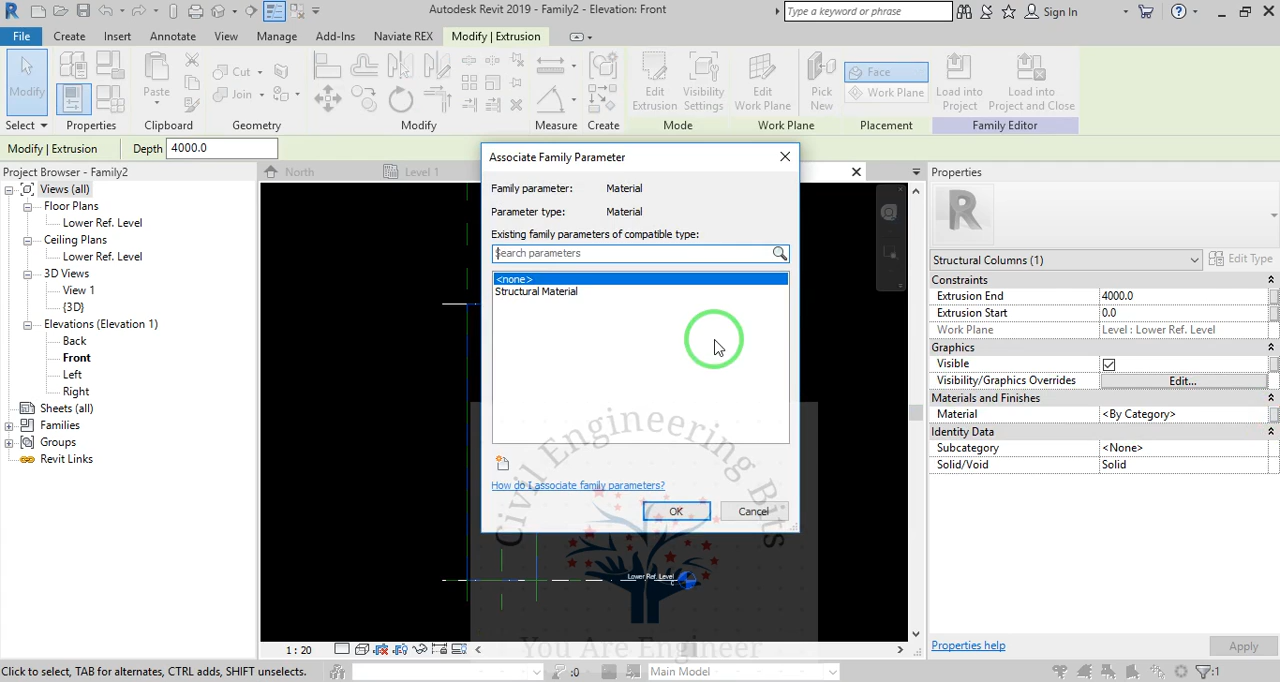 Autodesk Revit 2019 - Family2 - Elevation: Front
Type a keyword or phrase
Sign In
File Create Insert Annotate View Manage Add-Ins Naviate REX Modify | Extrusion
Modify
Paste
Cut
Join
Edit Extrusion
Visibility Settings
Edit Work Plane
Pick New
Face
Work Plane
Load into Project
Load into Project and Close
Select Properties Clipboard Geometry Modify Measure Create Mode Work Plane Placement Family Editor
Modify | Extrusion Depth 4000.0
Project Browser - Family2
Views (all)
Floor Plans
Lower Ref. Level
Ceiling Plans
Lower Ref. Level
3D Views
View 1
{3D}
Elevations (Elevation 1)
Back
Front
Left
Right
Sheets (all)
Families
Groups
Revit Links
North
Level 1
Associate Family Parameter
Family parameter: Material
Parameter type: Material
Existing family parameters of compatible type:
Search parameters
<none>
Structural Material
How do I associate family parameters?
OK Cancel
Civil Engineering Bits
You Are Engineer
Lower Ref. Level
Properties
Structural Columns (1) Edit Type
Constraints
Extrusion End 4000.0
Extrusion Start 0.0
Work Plane Level : Lower Ref. Level
Graphics
Visible
Visibility/Graphics Overrides Edit...
Materials and Finishes
Material <By Category>
Identity Data
Subcategory <None>
Solid/Void Solid
Properties help Apply
1 : 20
Click to select, TAB for alternates, CTRL adds, SHIFT unselects. :0 Main Model :1